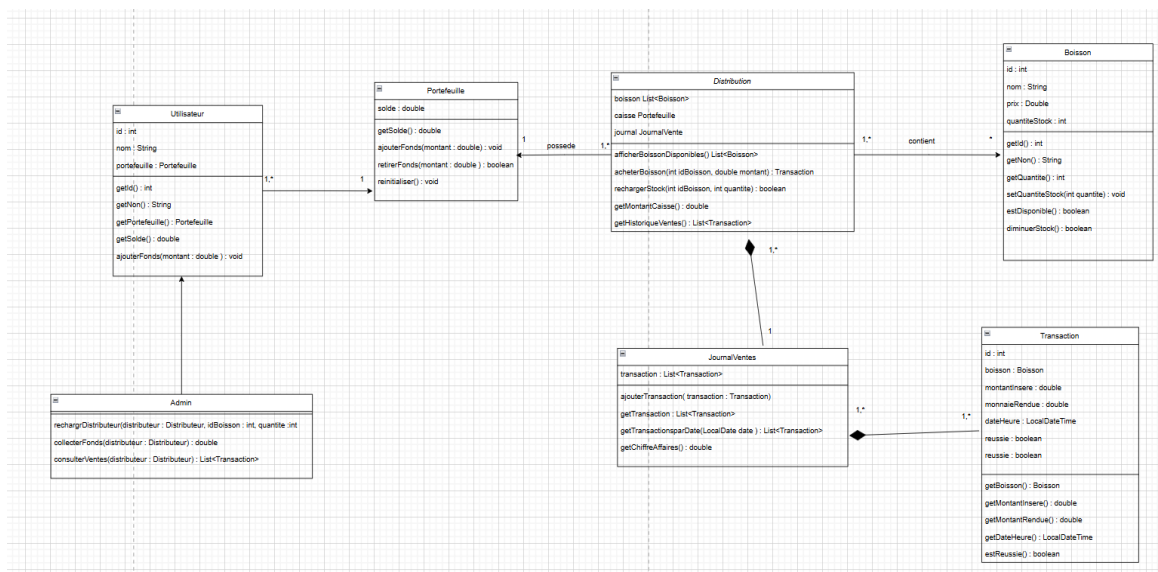 Utilisateur
id : int
nom : String
portefeuille : Portefeuille
getId() : int
getNon() : String
getPortefeuille() : Portefeuille
getSolde() : double
ajouterFonds(montant : double ) : void
1,*
1
Portefeuille
solde : double
getSolde() : double
ajouterFonds(montant : double) : void
retirerFonds(montant : double ) : boolean
reinitialiser() : void
1
possede
1,*
Distribution
boisson List<Boisson>
caisse Portefeuille
journal JournalVente
afficherBoissonDisponibles() List<Boisson>
acheterBoisson(int idBoisson, double montant) : Transaction
rechargerStock(int idBoisson, int quantite) : boolean
getMontantCaisse() : double
getHistoriqueVentes() : List<Transaction>
1,*
contient
*
Boisson
id : int
nom : String
prix : Double
quantiteStock : int
getId() : int
getNon() : String
getQuantite() : int
setQuantiteStock(int quantite) : void
estDisponible() : boolean
diminuerStock() : boolean
1,*
1
Admin
rechargrDistributeur(distributeur : Distributeur, idBoisson : int, quantite :int
collecterFonds(distributeur : Distributeur) : double
consulterVentes(distributeur : Distributeur) : List<Transaction>
JournalVentes
transaction : List<Transaction>
ajouterTransaction( transaction : Transaction)
getTransaction : List<Transaction>
getTransactionsparDate(LocalDate date ) : List<Transaction>
getChiffreAffaires() : double
1,*
1,*
Transaction
id : int
boisson : Boisson
montantInsere : double
monnaieRendue : double
dateHeure : LocalDateTime
reussie : boolean
reussie : boolean
getBoisson() : Boisson
getMontantInsere() : double
getMontantRendue() : double
getDateHeure() : LocalDateTime
estReussie() : boolean